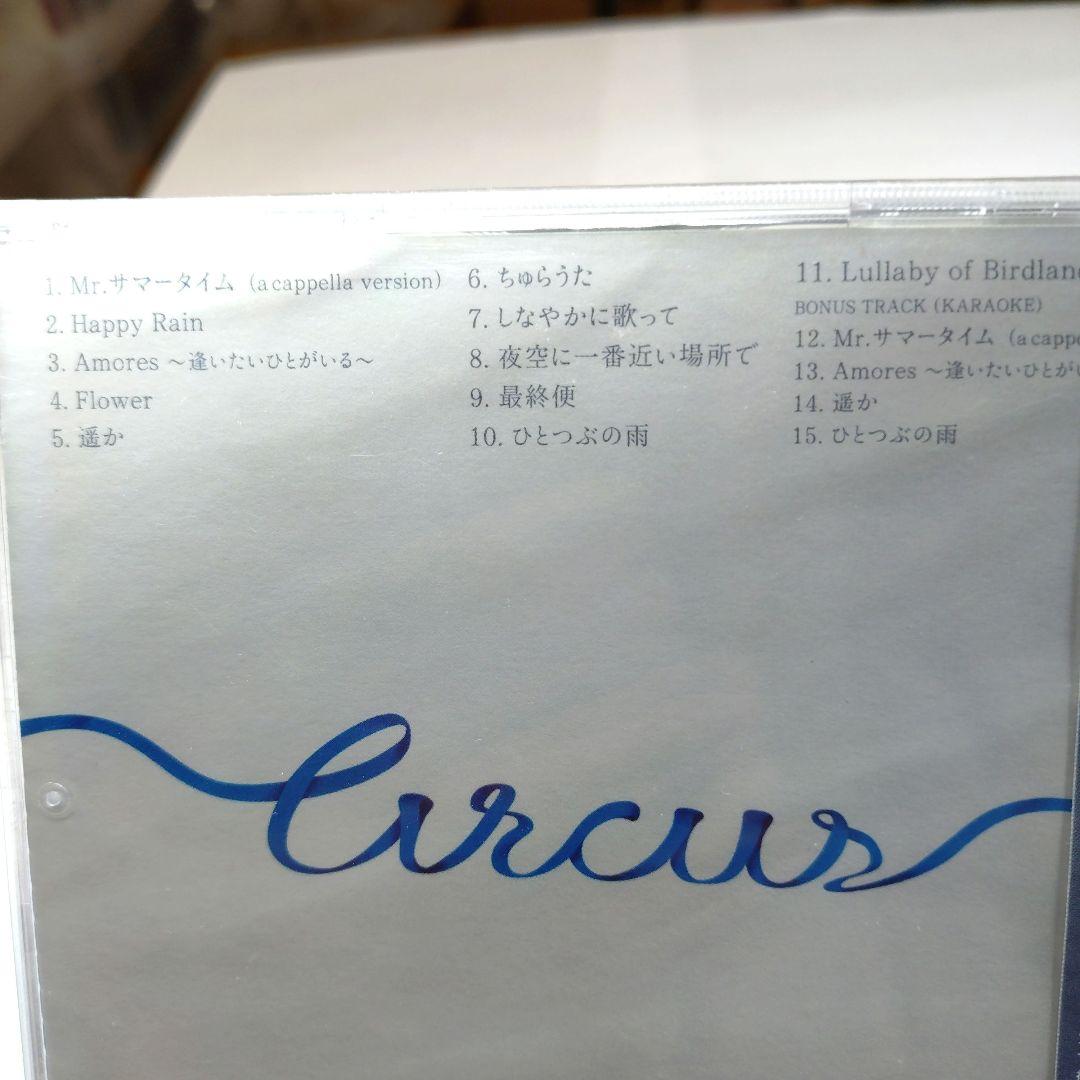 1. Mr.サマータイム (a cappella version)
2. Happy Rain
3. Amores ～逢いたいひとがいる～
4. Flower
5. 遥か
6. ちゅらうた
7. しなやかに歌って
8. 夜空に一番近い場所で
9. 最終便
10. ひとつぶの雨
11. Lullaby of Birdland
BONUS TRACK (KARAOKE)
12. Mr.サマータイム (a cappe
13. Amores ～逢いたいひとがい
14. 遥か
15. ひとつぶの雨
Circus